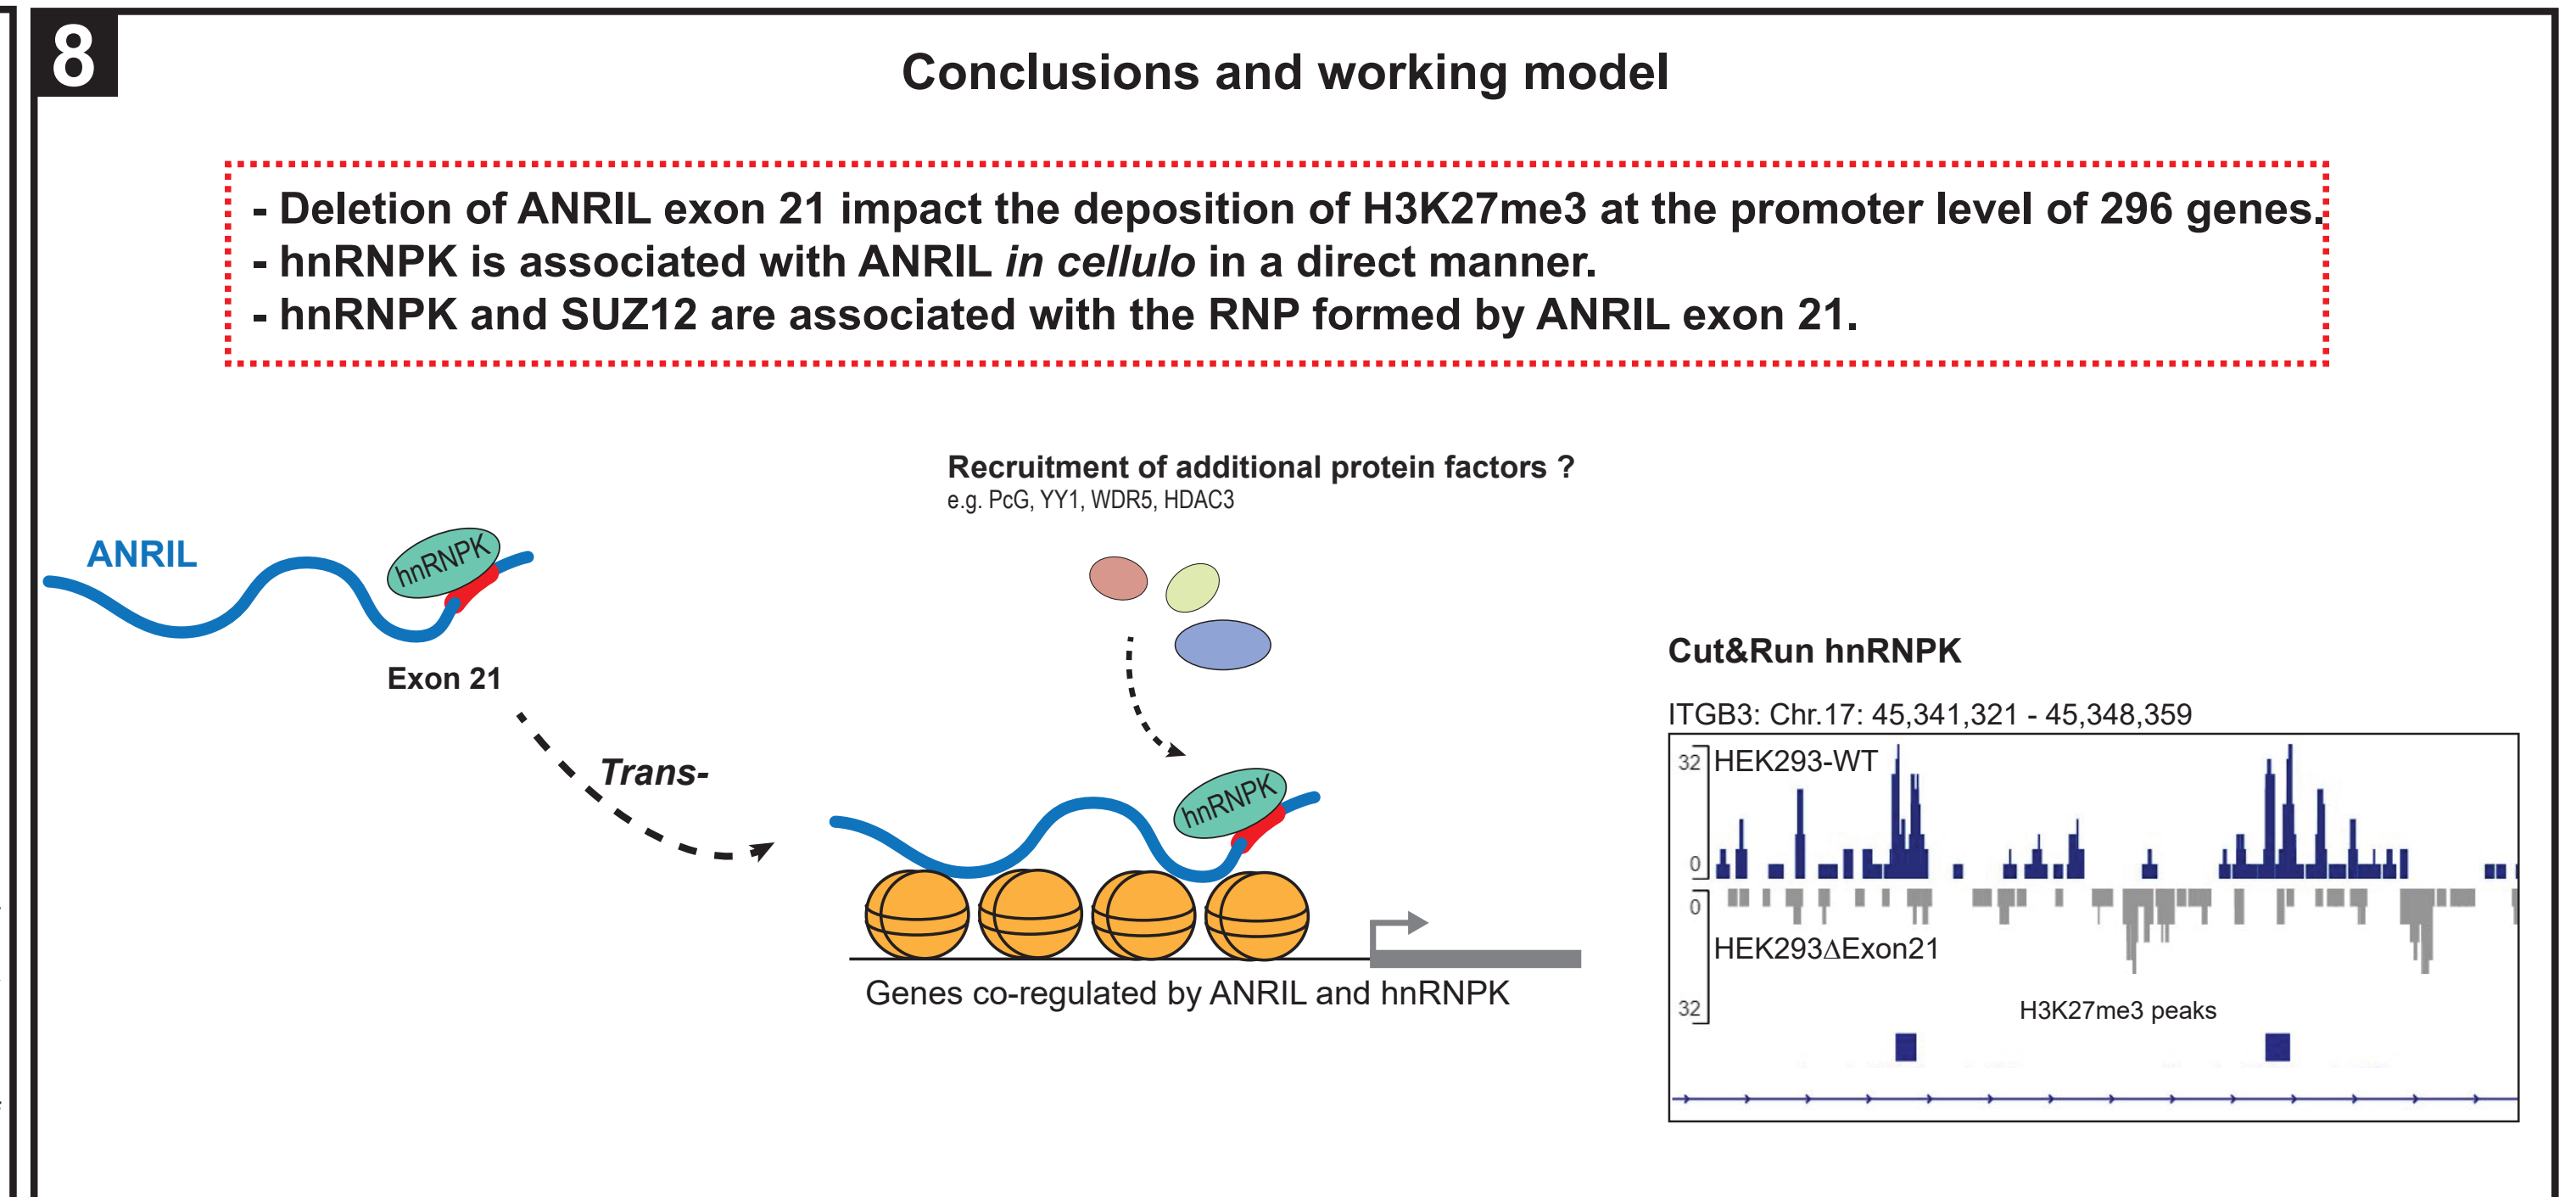 8
Conclusions and working model
- Deletion of ANRIL exon 21 impact the deposition of H3K27me3 at the promoter level of 296 genes.
- hnRNPK is associated with ANRIL in cellulo in a direct manner.
- hnRNPK and SUZ12 are associated with the RNP formed by ANRIL exon 21.
Recruitment of additional protein factors ?
e.g. PcG, YY1, WDR5, HDAC3
ANRIL
hnRNPK
Exon 21
Trans-
hnRNPK
Genes co-regulated by ANRIL and hnRNPK
Cut&Run hnRNPK
ITGB3: Chr.17: 45,341,321 - 45,348,359
32
HEK293-WT
0
0
HEK293ΔExon21
32
H3K27me3 peaks